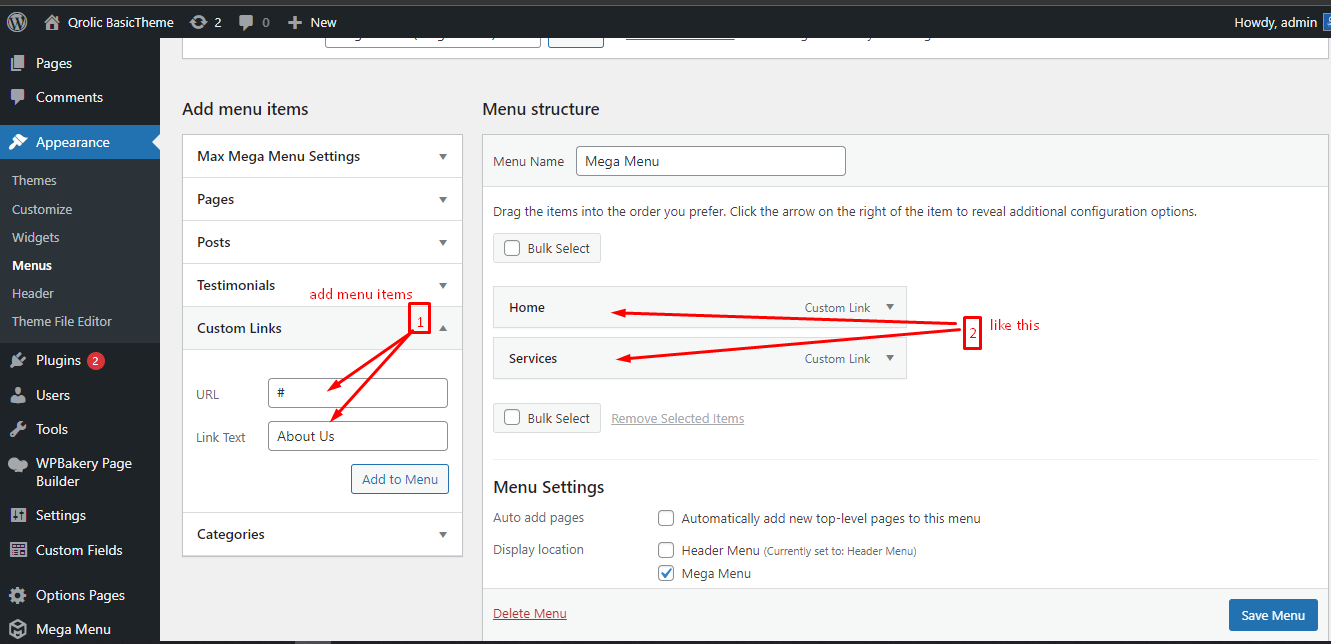 Qrolic BasicTheme 2 0 New Howdy, admin
Pages
Comments
Appearance
Themes
Customize
Widgets
Menus
Header
Theme File Editor
Plugins 2
Users
Tools
WPBakery Page
Builder
Settings
Custom Fields
Options Pages
Mega Menu
Add menu items
Max Mega Menu Settings
Pages
Posts
Testimonials
add menu items
1
Custom Links
URL #
Link Text About Us
Add to Menu
Categories
Menu structure
Menu Name Mega Menu
Drag the items into the order you prefer. Click the arrow on the right of the item to reveal additional configuration options.
Bulk Select
Home Custom Link
2 like this
Services Custom Link
Bulk Select Remove Selected Items
Menu Settings
Auto add pages Automatically add new top-level pages to this menu
Display location Header Menu (Currently set to: Header Menu)
Mega Menu
Delete Menu Save Menu